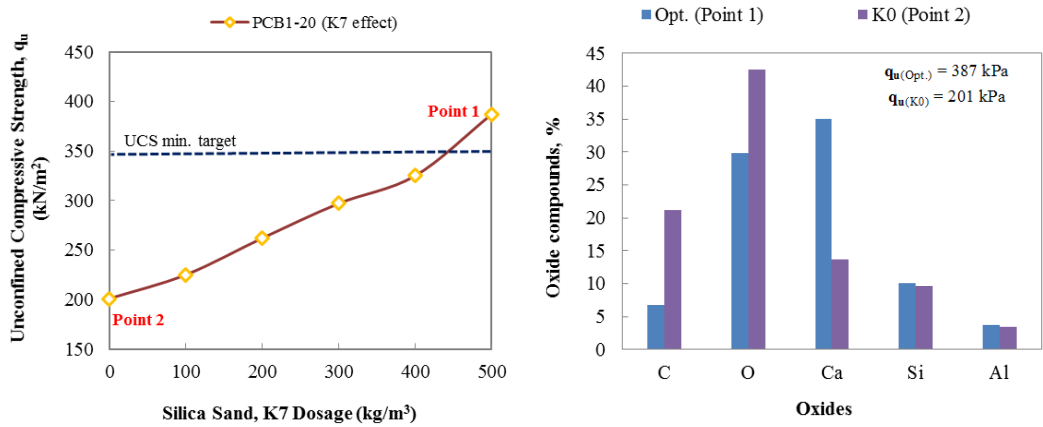 PCB1-20 (K7 effect)
Unconfined Compressive Strength, qu
(kN/m2)
450
400
350
300
250
200
150
UCS min. target
Point 1
Point 2
0 100 200 300 400 500
Silica Sand, K7 Dosage (kg/m3)
Opt. (Point 1) K0 (Point 2)
Oxide compounds, %
45
40
35
30
25
20
15
10
5
0
qu(Opt.) = 387 kPa
qu(K0) = 201 kPa
C O Ca Si Al
Oxides